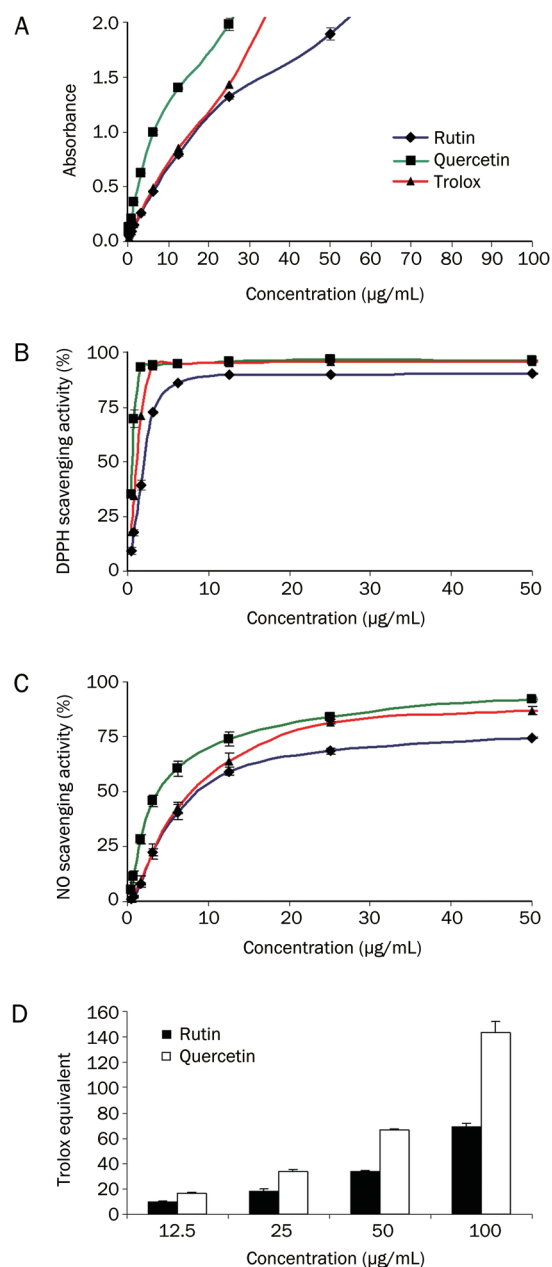 A
Absorbance
2.0
1.5
1.0
0.5
0.0
Rutin
Quercetin
Trolox
0 10 20 30 40 50 60 70 80 90 100
Concentration (µg/mL)
B
DPPH scavenging activity (%)
100
75
50
25
0
0 10 20 30 40 50
Concentration (µg/mL)
C
NO scavenging activity (%)
100
75
50
25
0
0 10 20 30 40 50
Concentration (µg/mL)
D
Trolox equivalent
160
140
120
100
80
60
40
20
0
Rutin
Quercetin
12.5 25 50 100
Concentration (µg/mL)